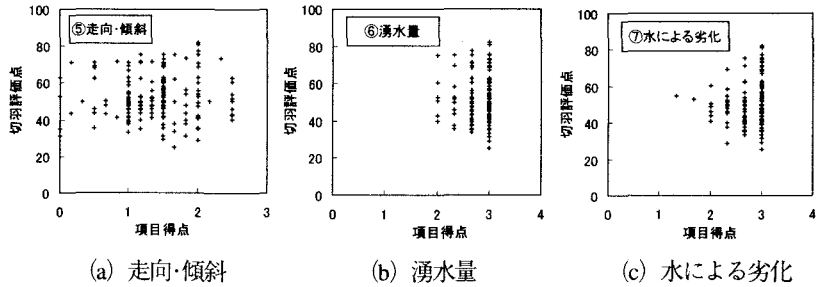 ⑤走向・傾斜
切羽評価点
100
80
60
40
20
0
0 1 2 3
項目得点
(a) 走向・傾斜
⑥湧水量
切羽評価点
100
80
60
40
20
0
0 1 2 3 4
項目得点
(b) 湧水量
⑦水による劣化
切羽評価点
100
80
60
40
20
0
0 1 2 3 4
項目得点
(c) 水による劣化